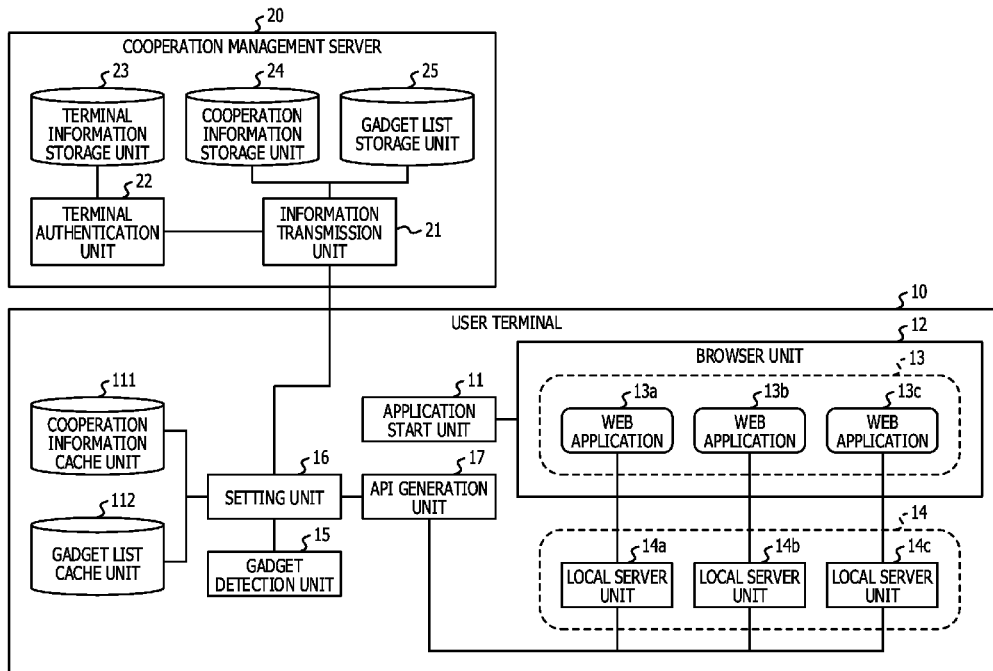 20
COOPERATION MANAGEMENT SERVER
23
TERMINAL
INFORMATION
STORAGE UNIT
24
COOPERATION
INFORMATION
STORAGE UNIT
25
GADGET LIST
STORAGE UNIT
22
TERMINAL
AUTHENTICATION
UNIT
INFORMATION
TRANSMISSION
UNIT
21
10
USER TERMINAL
12
BROWSER UNIT
13
111
COOPERATION
INFORMATION
CACHE UNIT
11
APPLICATION
START UNIT
13a
WEB
APPLICATION
13b
WEB
APPLICATION
13c
WEB
APPLICATION
16
SETTING UNIT
17
API GENERATION
UNIT
112
GADGET LIST
CACHE UNIT
15
GADGET
DETECTION UNIT
14
14a
LOCAL SERVER
UNIT
14b
LOCAL SERVER
UNIT
14c
LOCAL SERVER
UNIT